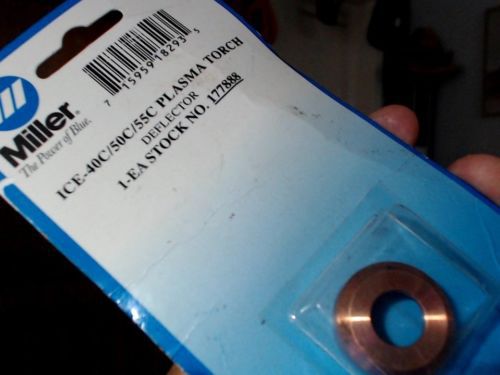 7 15959 18293 5
Miller®
The Power of Blue.
ICE-40C/50C/55C PLASMA TORCH
DEFLECTOR
1-EA STOCK NO. 177888